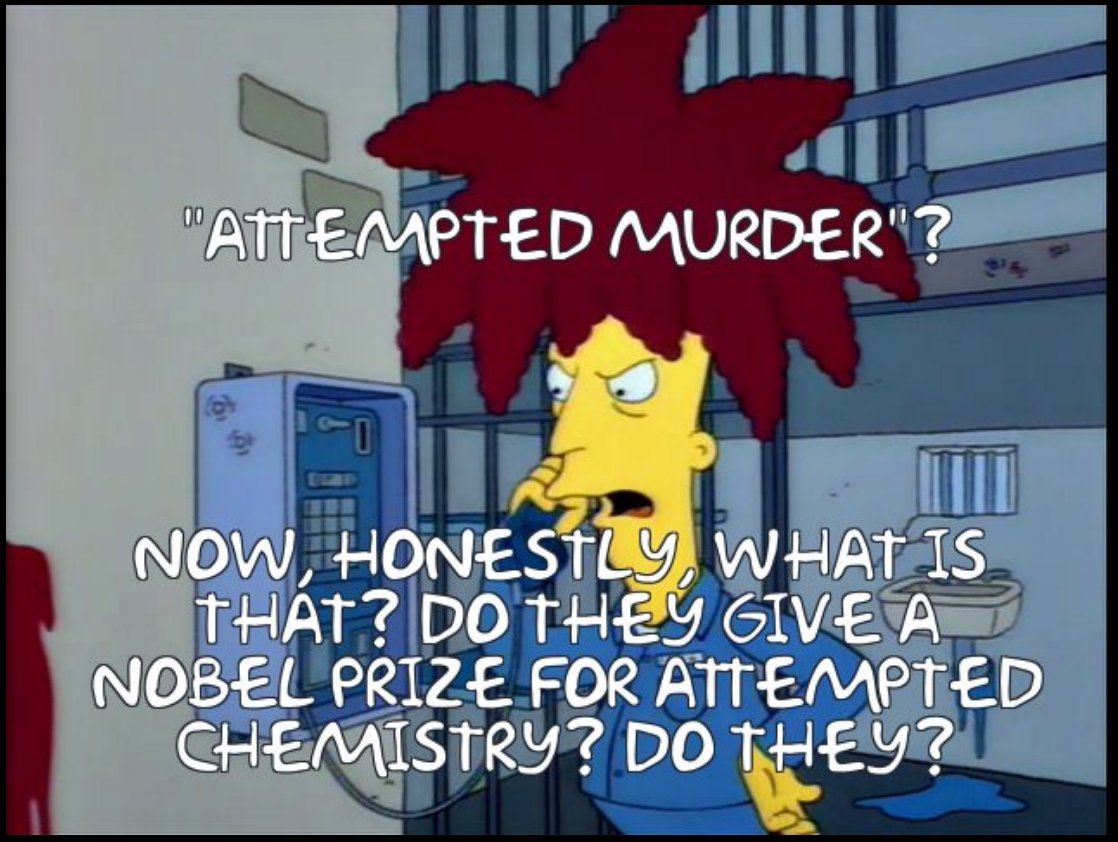 "ATTEMPTED MURDER"?
NOW, HONESTLY, WHAT IS
THAT? DO THEY GIVE A
NOBEL PRIZE FOR ATTEMPTED
CHEMISTRY? DO THEY?